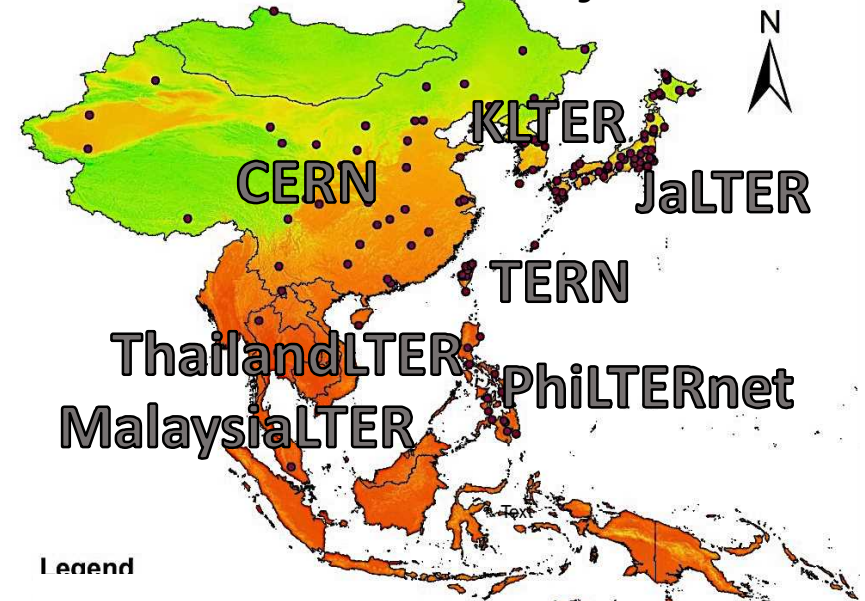 N
KLTER
CERN
JaLTER
TERN
ThailandLTER
PhiLTERnet
MalaysiaLTER
Text
Legend